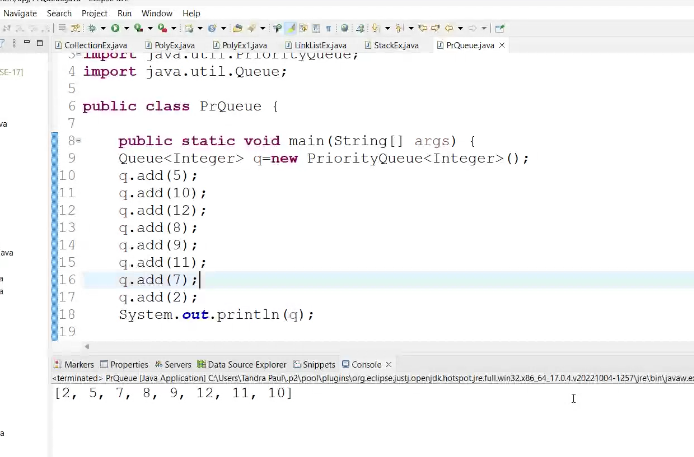 Navigate Search Project Run Window Help
CollectionEx.java PolyEx.java PolyEx1.java LinkListEx.java StackEx.java PrQueue.java
SE-17]
3 import java.util.PriorityQueue;
4 import java.util.Queue;
5
6 public class PrQueue {
7
8 public static void main(String[] args) {
9 Queue<Integer> q=new PriorityQueue<Integer>();
10 q.add(5);
11 q.add(10);
12 q.add(12);
13 q.add(8);
14 q.add(9);
15 q.add(11);
16 q.add(7);
17 q.add(2);
18 System.out.println(q);
19
Markers Properties Servers Data Source Explorer Snippets Console
<terminated> PrQueue [Java Application] C:\Users\Tandra Paul\.p2\pool\plugins\org.eclipse.justj.openjdk.hotspot.jre.full.win32.x86_64_17.0.4.v20221004-1257\jre\bin\javaw.ex
[2, 5, 7, 8, 9, 12, 11, 10]